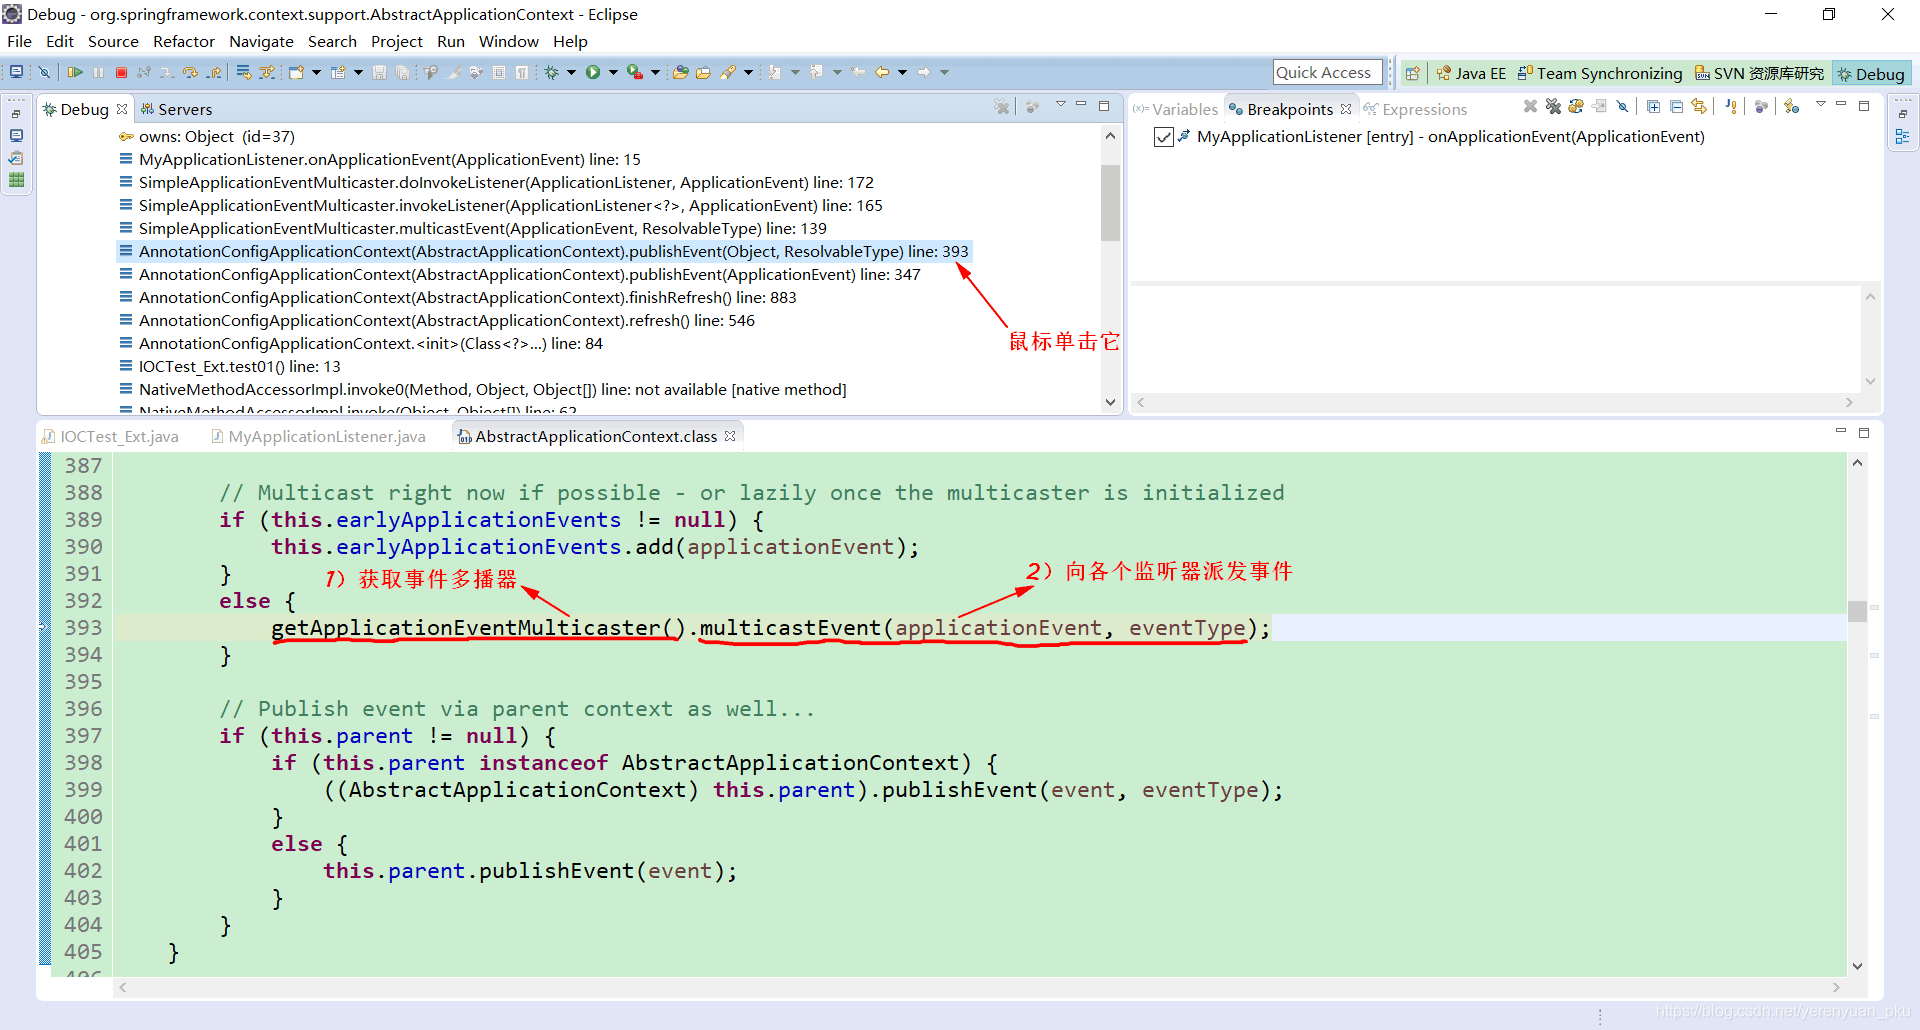 Debug - org.springframework.context.support.AbstractApplicationContext - Eclipse
File Edit Source Refactor Navigate Search Project Run Window Help
Quick Access
Java EE
Team Synchronizing
SVN 资源库研究
Debug
Debug
Servers
owns: Object (id=37)
MyApplicationListener.onApplicationEvent(ApplicationEvent) line: 15
SimpleApplicationEventMulticaster.doInvokeListener(ApplicationListener, ApplicationEvent) line: 172
SimpleApplicationEventMulticaster.invokeListener(ApplicationListener<?>, ApplicationEvent) line: 165
SimpleApplicationEventMulticaster.multicastEvent(ApplicationEvent, ResolvableType) line: 139
AnnotationConfigApplicationContext(AbstractApplicationContext).publishEvent(Object, ResolvableType) line: 393
AnnotationConfigApplicationContext(AbstractApplicationContext).publishEvent(ApplicationEvent) line: 347
AnnotationConfigApplicationContext(AbstractApplicationContext).finishRefresh() line: 883
AnnotationConfigApplicationContext(AbstractApplicationContext).refresh() line: 546
AnnotationConfigApplicationContext.<init>(Class<?>...) line: 84
IOCTest_Ext.test01() line: 13
NativeMethodAccessorImpl.invoke0(Method, Object, Object[]) line: not available [native method]
NativeMethodAccessorImpl.invoke(Object, Object[]) line: 62
鼠标单击它
(x)= Variables
Breakpoints
Expressions
MyApplicationListener [entry] - onApplicationEvent(ApplicationEvent)
IOCTest_Ext.java
MyApplicationListener.java
AbstractApplicationContext.class
387
388 // Multicast right now if possible - or lazily once the multicaster is initialized
389 if (this.earlyApplicationEvents != null) {
390 this.earlyApplicationEvents.add(applicationEvent);
391 }
1）获取事件多播器
2）向各个监听器派发事件
392 else {
393 getApplicationEventMulticaster().multicastEvent(applicationEvent, eventType);
394 }
395
396 // Publish event via parent context as well...
397 if (this.parent != null) {
398 if (this.parent instanceof AbstractApplicationContext) {
399 ((AbstractApplicationContext) this.parent).publishEvent(event, eventType);
400 }
401 else {
402 this.parent.publishEvent(event);
403 }
404 }
405 }
406
https://blog.csdn.net/yerenyuan_pku